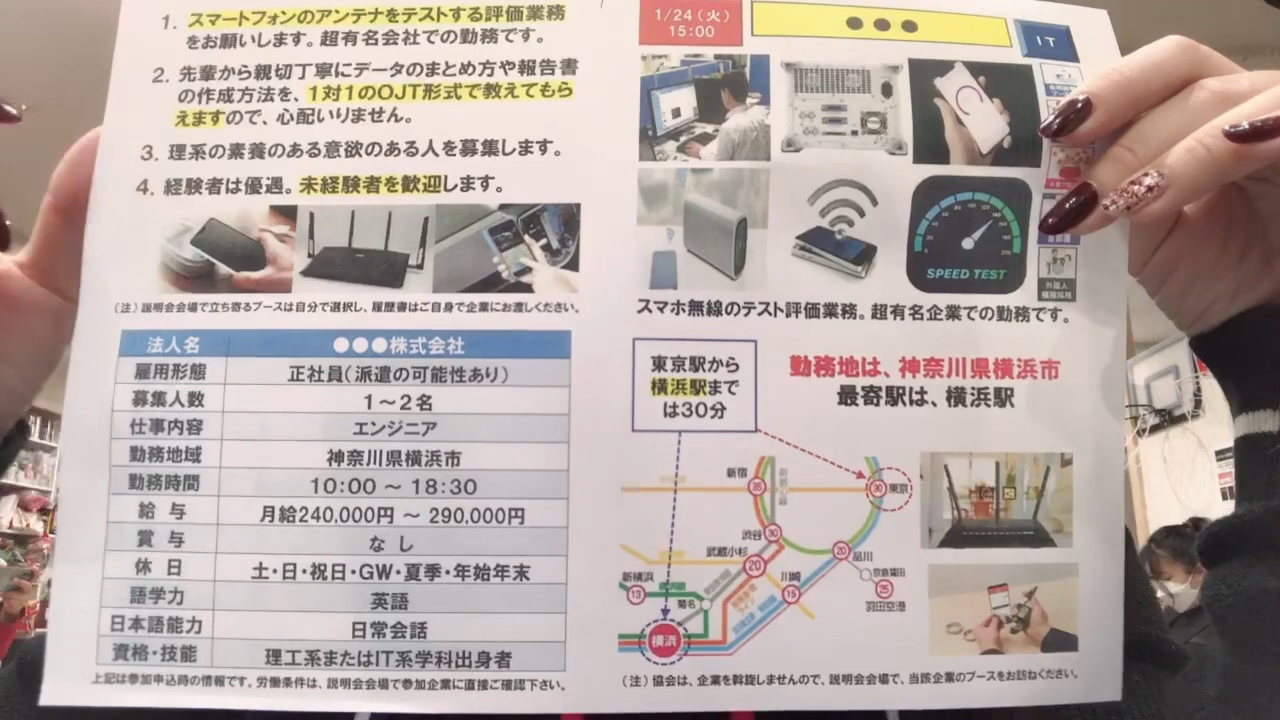 1. スマートフォンのアンテナをテストする評価業務
をお願いします。超有名会社での勤務です。
2. 先輩から親切丁寧にデータのまとめ方や報告書
の作成方法を、1対1のOJT形式で教えてもら
えますので、心配いりません。
3. 理系の素養のある意欲のある人を募集します。
4. 経験者は優遇。未経験者を歓迎します。
(注)説明会会場で立ち寄るブースは自分で選択し、履歴書はご自身で企業にお渡しください。
法人名 ●●●株式会社
雇用形態 正社員(派遣の可能性あり)
募集人数 1～2名
仕事内容 エンジニア
勤務地域 神奈川県横浜市
勤務時間 10:00 ～ 18:30
給与 月給240,000円 ～ 290,000円
賞与 なし
休日 土・日・祝日・GW・夏季・年始年末
語学力 英語
日本語能力 日常会話
資格・技能 理工系またはIT系学科出身者
上記は参加申込時の情報です。労働条件は、説明会会場で参加企業に直接ご確認下さい。
1/24(火)
15:00
●●●
IT
SPEED TEST
外国人
積極採用
スマホ無線のテスト評価業務。超有名企業での勤務です。
東京駅から
横浜駅まで
は30分
勤務地は、神奈川県横浜市
最寄駅は、横浜駅
新宿
35
30
東京
渋谷
30
武蔵小杉
20
20
品川
新横浜
13
菊名
川崎
15
京急蒲田
25
羽田空港
横浜
(注)協会は、企業を斡旋しませんので、説明会会場で、当該企業のブースをお訪ねください。